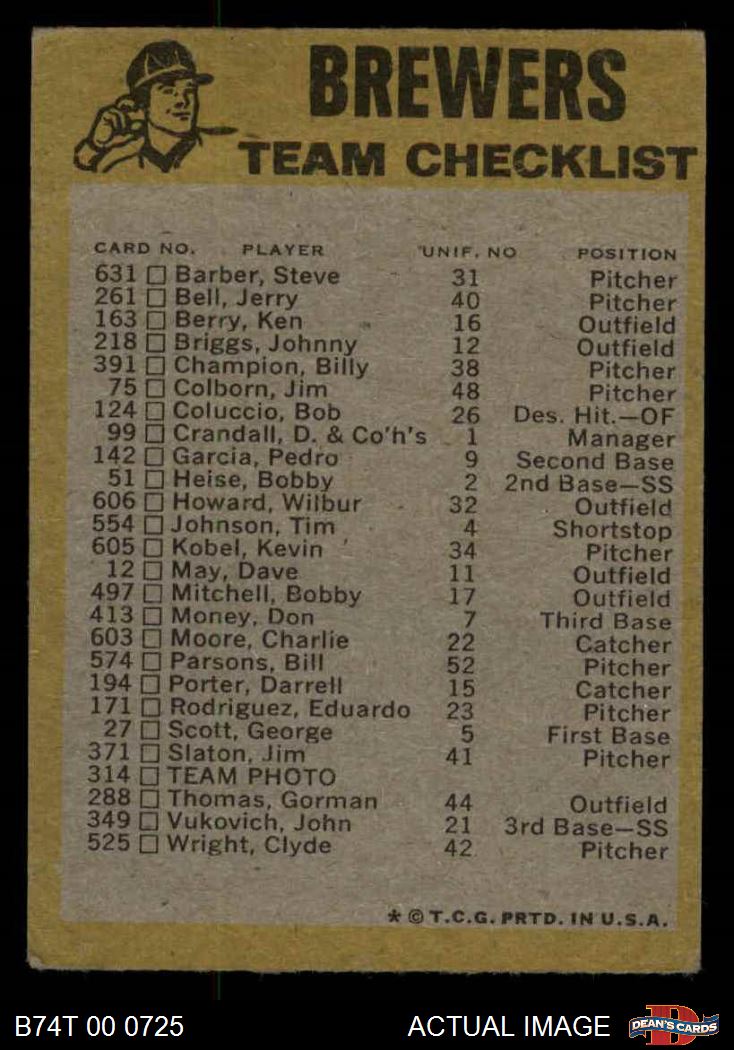 BREWERS
TEAM CHECKLIST
CARD NO. PLAYER UNIF. NO POSITION
631 □ Barber, Steve 31 Pitcher
261 □ Bell, Jerry 40 Pitcher
163 □ Berry, Ken 16 Outfield
218 □ Briggs, Johnny 12 Outfield
391 □ Champion, Billy 38 Pitcher
75 □ Colborn, Jim 48 Pitcher
124 □ Coluccio, Bob 26 Des. Hit.—OF
99 □ Crandall, D. & Co'h's 1 Manager
142 □ Garcia, Pedro 9 Second Base
51 □ Heise, Bobby 2 2nd Base—SS
606 □ Howard, Wilbur 32 Outfield
554 □ Johnson, Tim 4 Shortstop
605 □ Kobel, Kevin 34 Pitcher
12 □ May, Dave 11 Outfield
497 □ Mitchell, Bobby 17 Outfield
413 □ Money, Don 7 Third Base
603 □ Moore, Charlie 22 Catcher
574 □ Parsons, Bill 52 Pitcher
194 □ Porter, Darrell 15 Catcher
171 □ Rodriguez, Eduardo 23 Pitcher
27 □ Scott, George 5 First Base
371 □ Slaton, Jim 41 Pitcher
314 □ TEAM PHOTO
288 □ Thomas, Gorman 44 Outfield
349 □ Vukovich, John 21 3rd Base—SS
525 □ Wright, Clyde 42 Pitcher
* © T.C.G. PRTD. IN U.S.A.
B74T 00 0725 ACTUAL IMAGE D DEAN'S CARDS